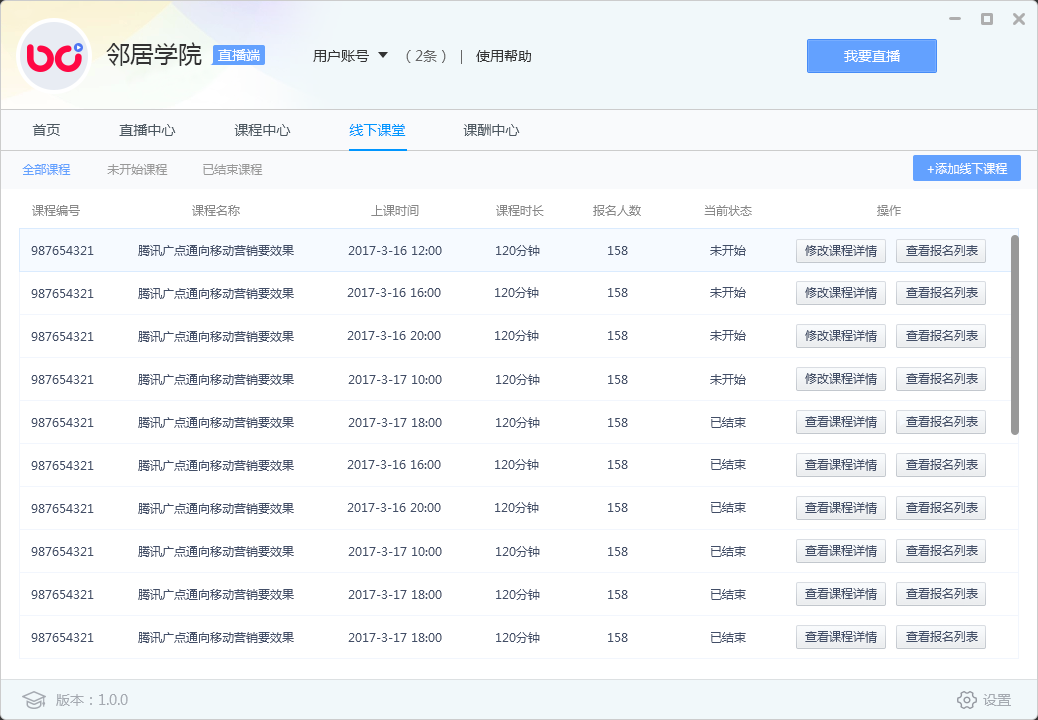 bci 邻居学院 直播端 用户账号 （2条） | 使用帮助 我要直播
首页 直播中心 课程中心 线下课堂 课酬中心
全部课程 未开始课程 已结束课程 +添加线下课程
课程编号 课程名称 上课时间 课程时长 报名人数 当前状态 操作
987654321 腾讯广点通向移动营销要效果 2017-3-16 12:00 120分钟 158 未开始 修改课程详情 查看报名列表
987654321 腾讯广点通向移动营销要效果 2017-3-16 16:00 120分钟 158 未开始 修改课程详情 查看报名列表
987654321 腾讯广点通向移动营销要效果 2017-3-16 20:00 120分钟 158 未开始 修改课程详情 查看报名列表
987654321 腾讯广点通向移动营销要效果 2017-3-17 10:00 120分钟 158 未开始 修改课程详情 查看报名列表
987654321 腾讯广点通向移动营销要效果 2017-3-17 18:00 120分钟 158 已结束 查看课程详情 查看报名列表
987654321 腾讯广点通向移动营销要效果 2017-3-16 16:00 120分钟 158 已结束 查看课程详情 查看报名列表
987654321 腾讯广点通向移动营销要效果 2017-3-16 20:00 120分钟 158 已结束 查看课程详情 查看报名列表
987654321 腾讯广点通向移动营销要效果 2017-3-17 10:00 120分钟 158 已结束 查看课程详情 查看报名列表
987654321 腾讯广点通向移动营销要效果 2017-3-17 18:00 120分钟 158 已结束 查看课程详情 查看报名列表
987654321 腾讯广点通向移动营销要效果 2017-3-17 18:00 120分钟 158 已结束 查看课程详情 查看报名列表
版本：1.0.0 设置